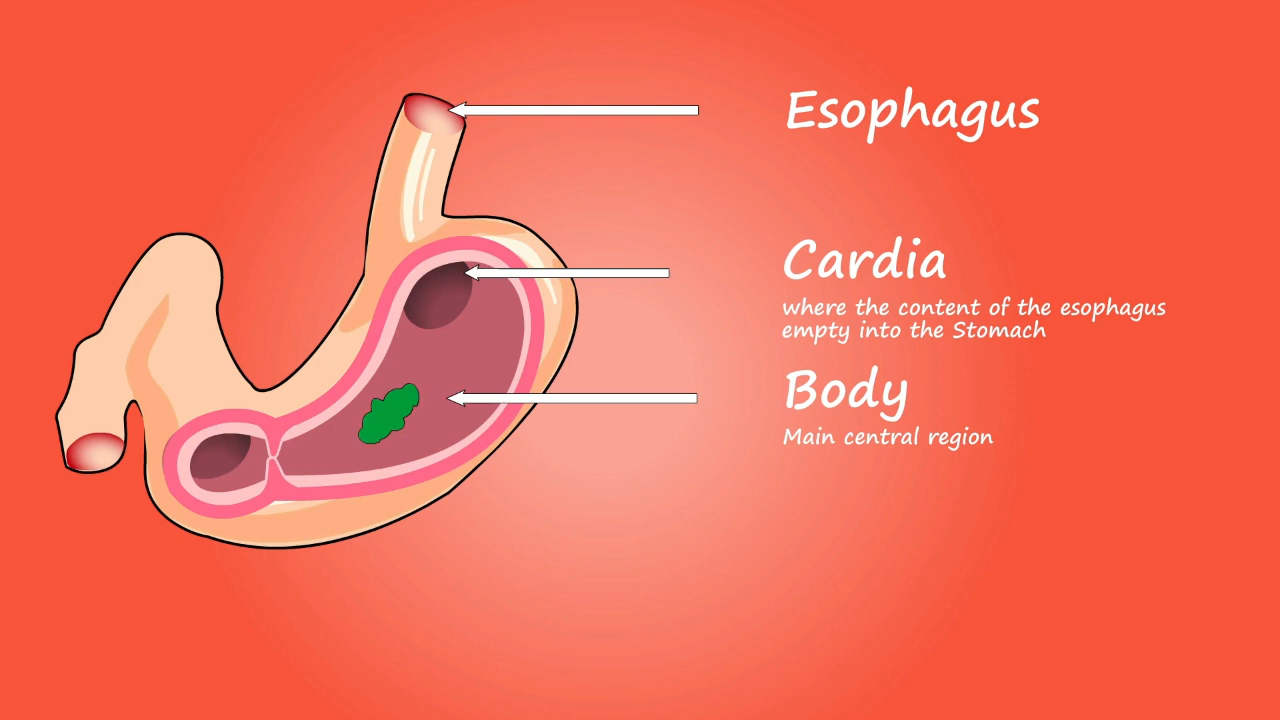 Esophagus
Cardia
where the content of the esophagus
empty into the Stomach
Body
Main central region